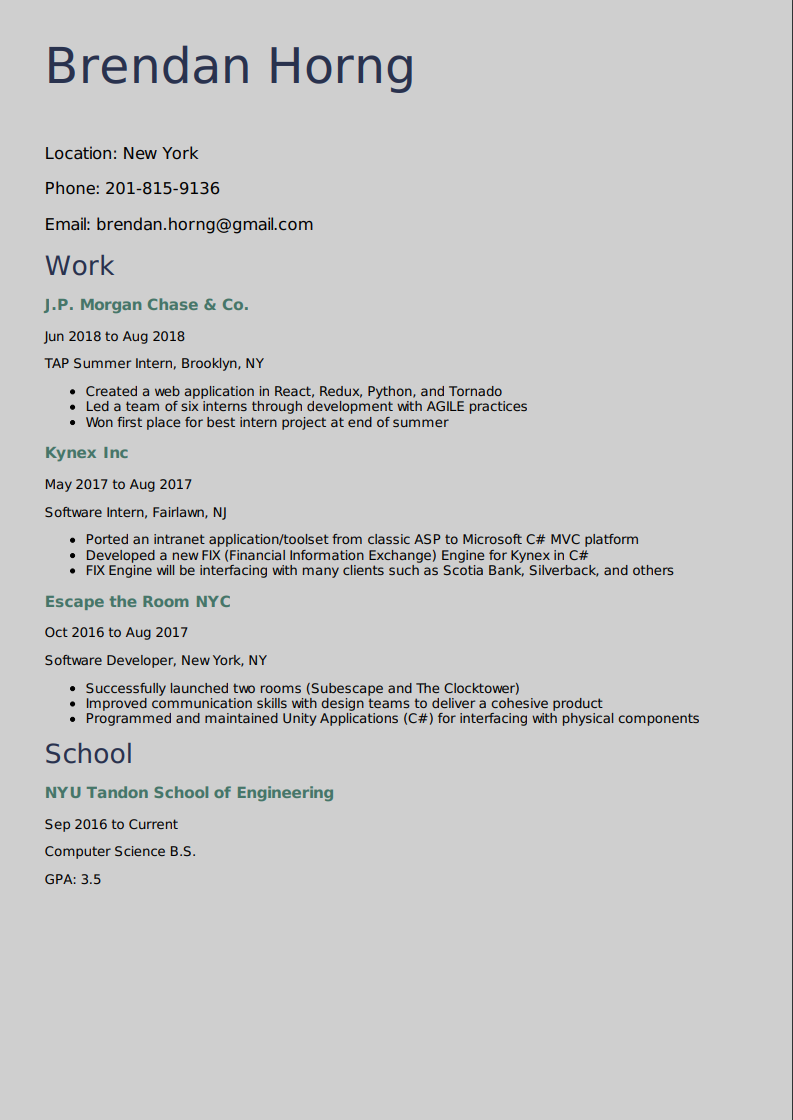 Brendan Horng
Location: New York
Phone: 201-815-9136
Email: brendan.horng@gmail.com
Work
J.P. Morgan Chase & Co.
Jun 2018 to Aug 2018
TAP Summer Intern, Brooklyn, NY
• Created a web application in React, Redux, Python, and Tornado
• Led a team of six interns through development with AGILE practices
• Won first place for best intern project at end of summer
Kynex Inc
May 2017 to Aug 2017
Software Intern, Fairlawn, NJ
• Ported an intranet application/toolset from classic ASP to Microsoft C# MVC platform
• Developed a new FIX (Financial Information Exchange) Engine for Kynex in C#
• FIX Engine will be interfacing with many clients such as Scotia Bank, Silverback, and others
Escape the Room NYC
Oct 2016 to Aug 2017
Software Developer, New York, NY
• Successfully launched two rooms (Subescape and The Clocktower)
• Improved communication skills with design teams to deliver a cohesive product
• Programmed and maintained Unity Applications (C#) for interfacing with physical components
School
NYU Tandon School of Engineering
Sep 2016 to Current
Computer Science B.S.
GPA: 3.5